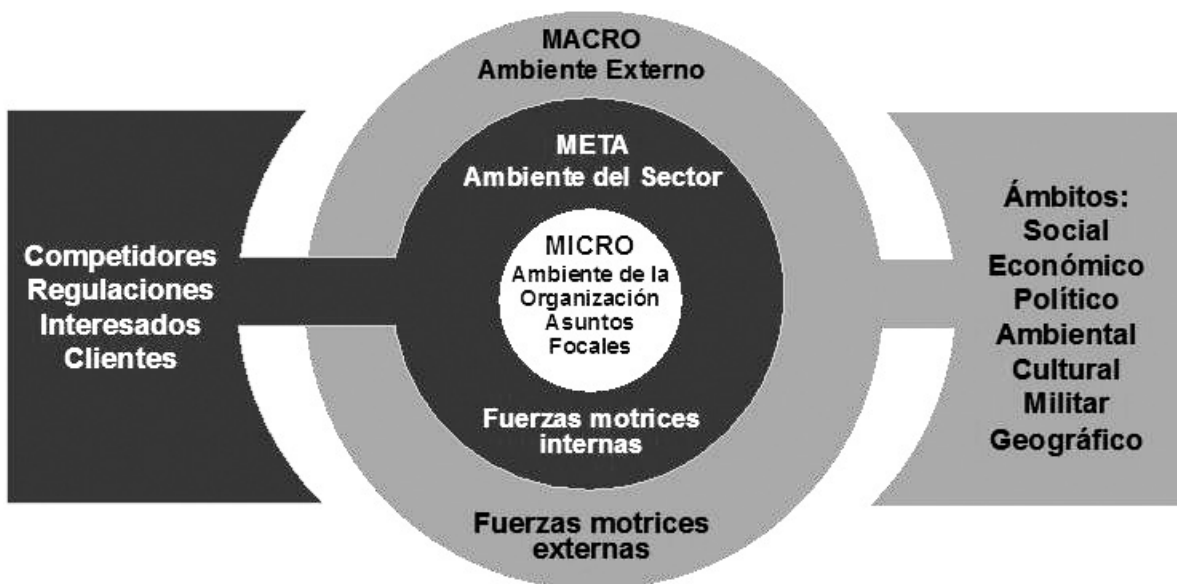 MACRO
Ambiente Externo
META
Ambiente del Sector
MICRO
Ambiente de la
Organización
Asuntos
Focales
Fuerzas motrices
internas
Fuerzas motrices
externas
Competidores
Regulaciones
Interesados
Clientes
Ámbitos:
Social
Económico
Político
Ambiental
Cultural
Militar
Geográfico